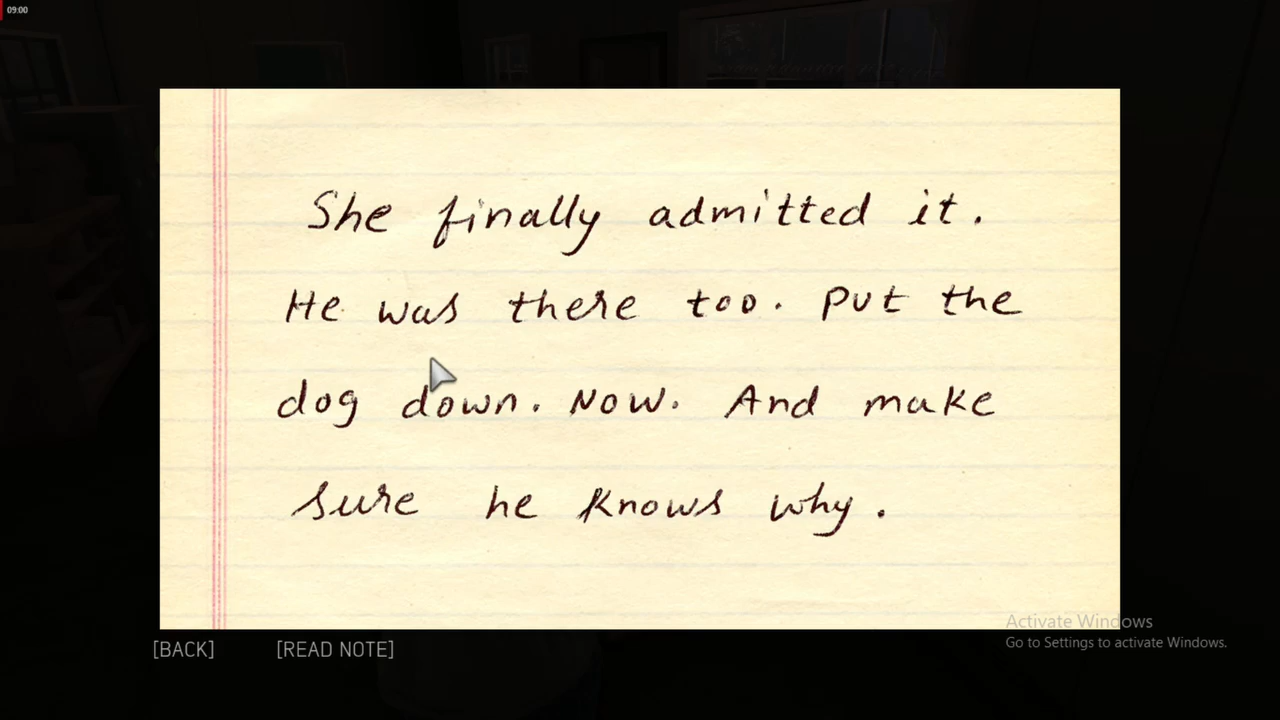 09:00
She finally admitted it.
He was there too. Put the
dog down. Now. And make
sure he knows why.
[BACK] [READ NOTE]
Activate Windows
Go to Settings to activate Windows.